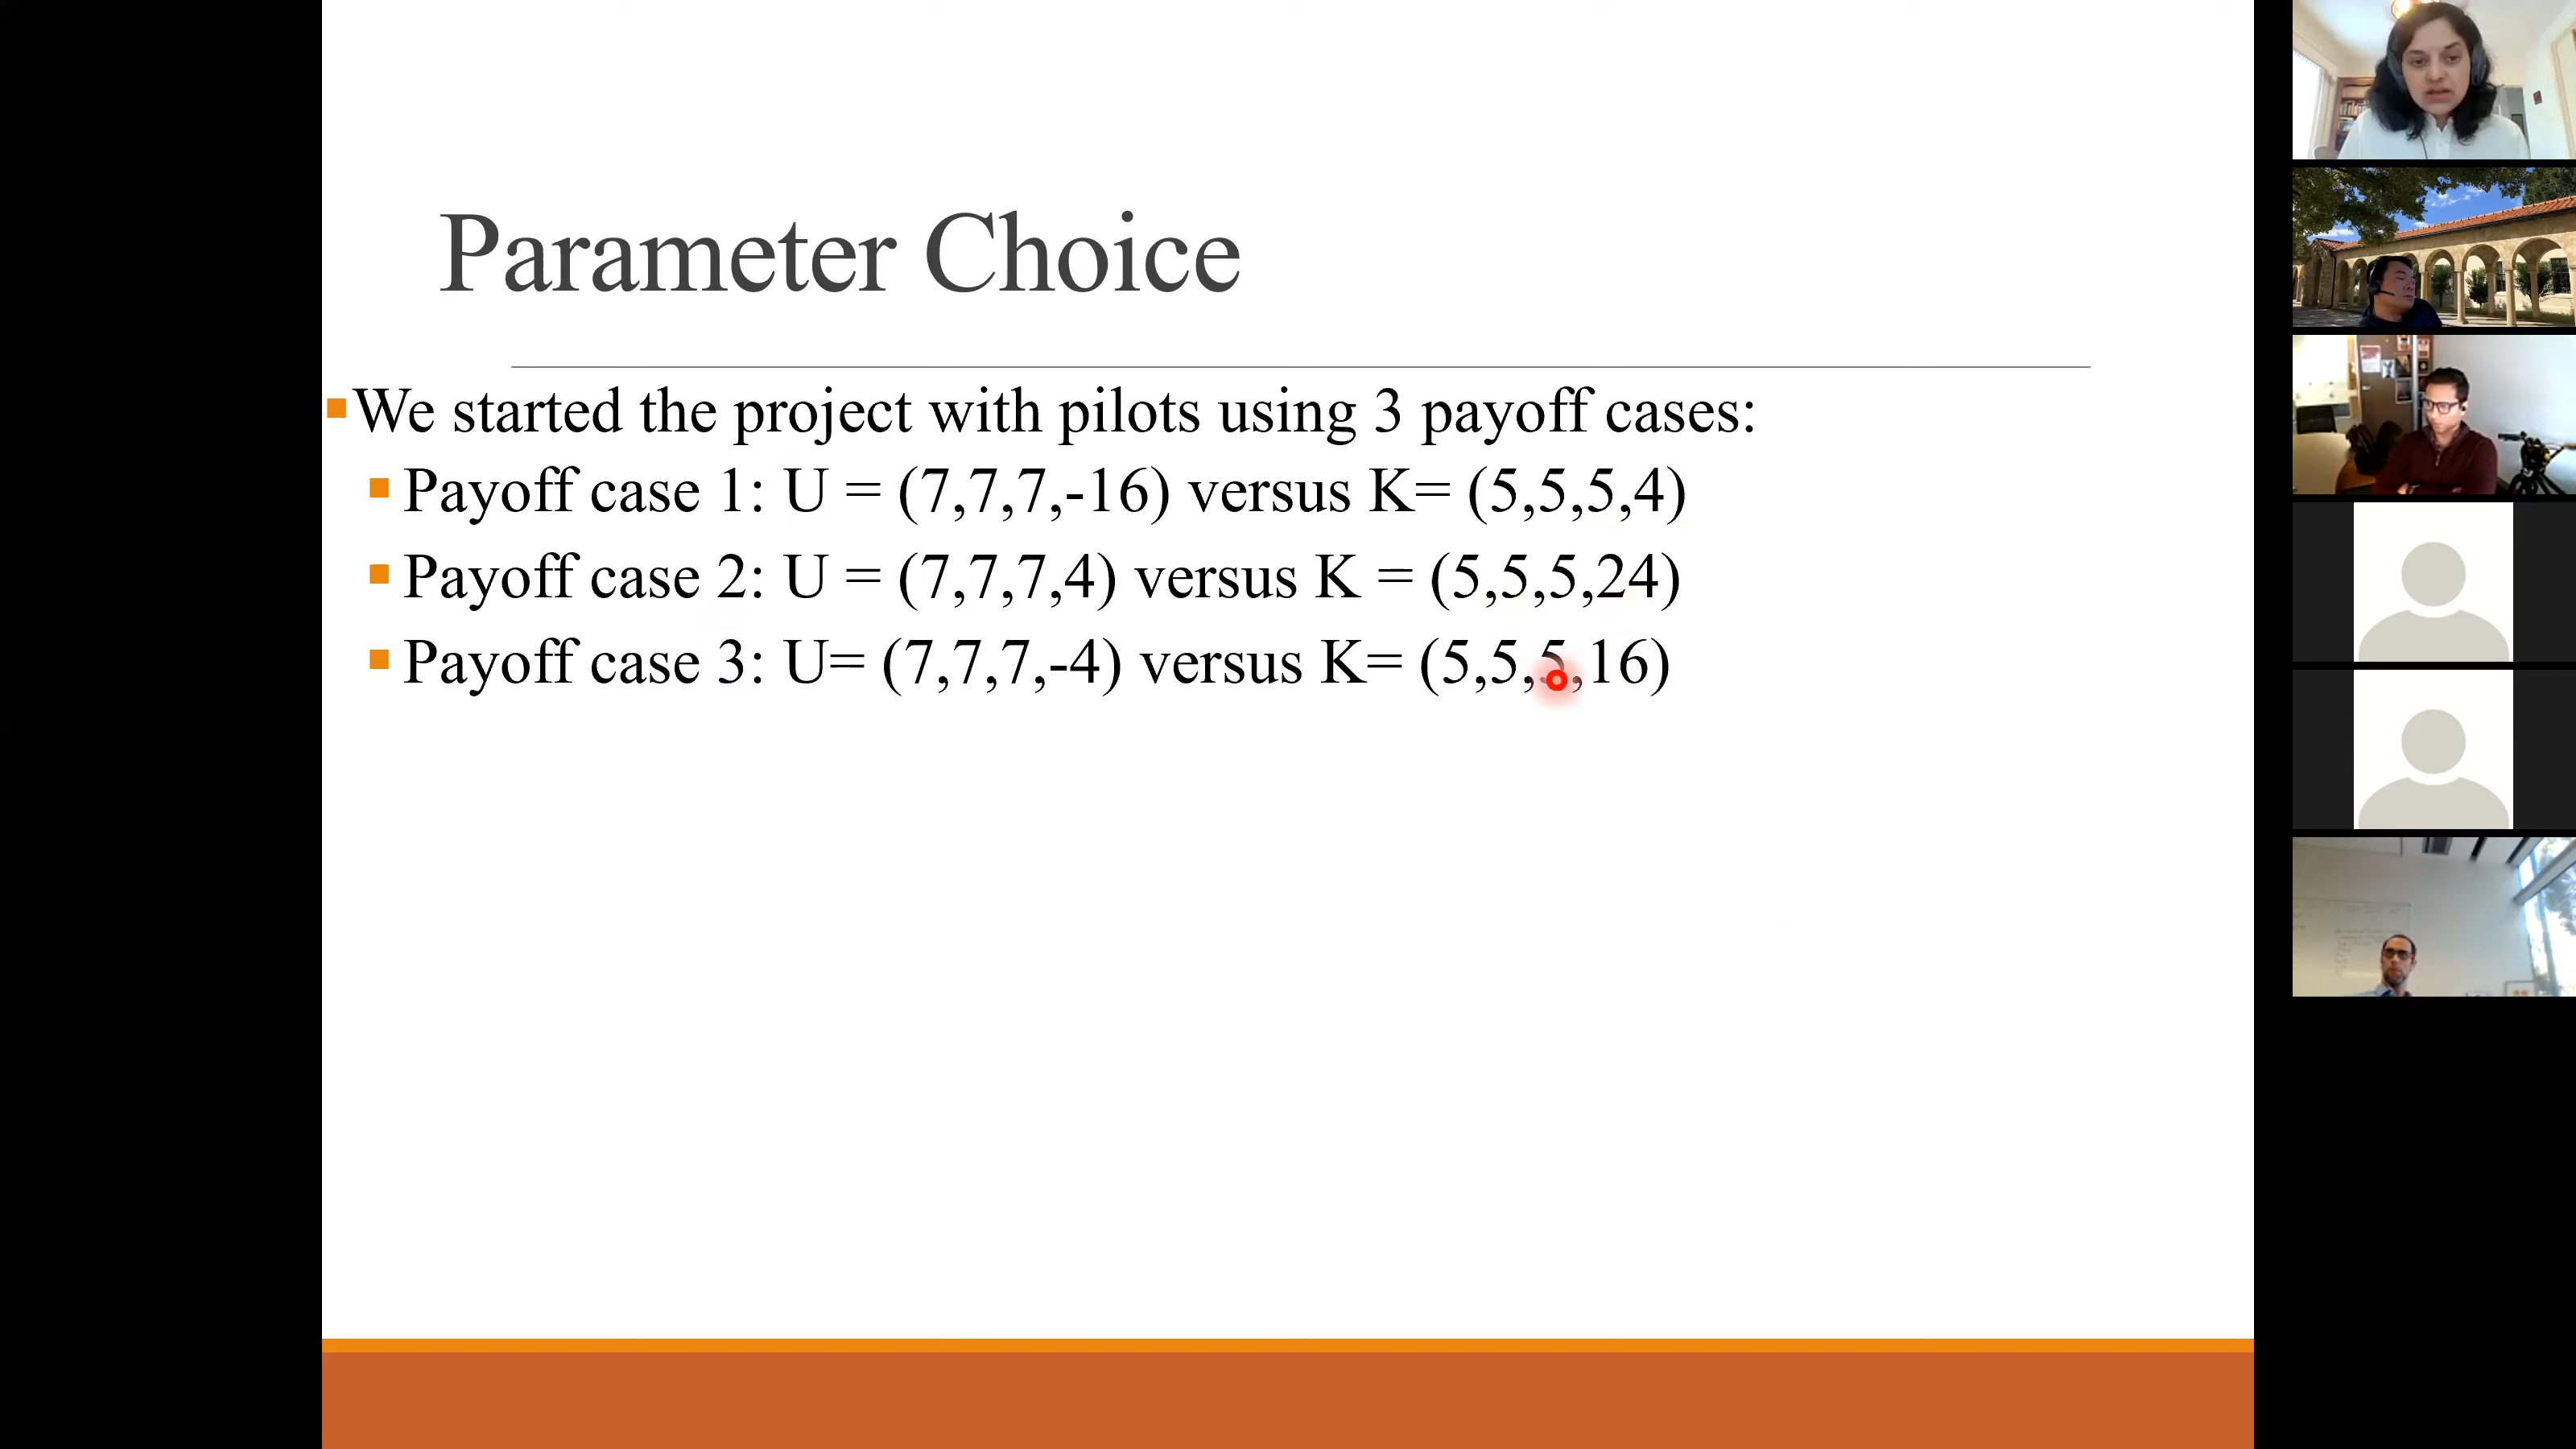 Parameter Choice
We started the project with pilots using 3 payoff cases:
Payoff case 1: U = (7,7,7,-16) versus K= (5,5,5,4)
Payoff case 2: U = (7,7,7,4) versus K = (5,5,5,24)
Payoff case 3: U= (7,7,7,-4) versus K= (5,5,5,16)